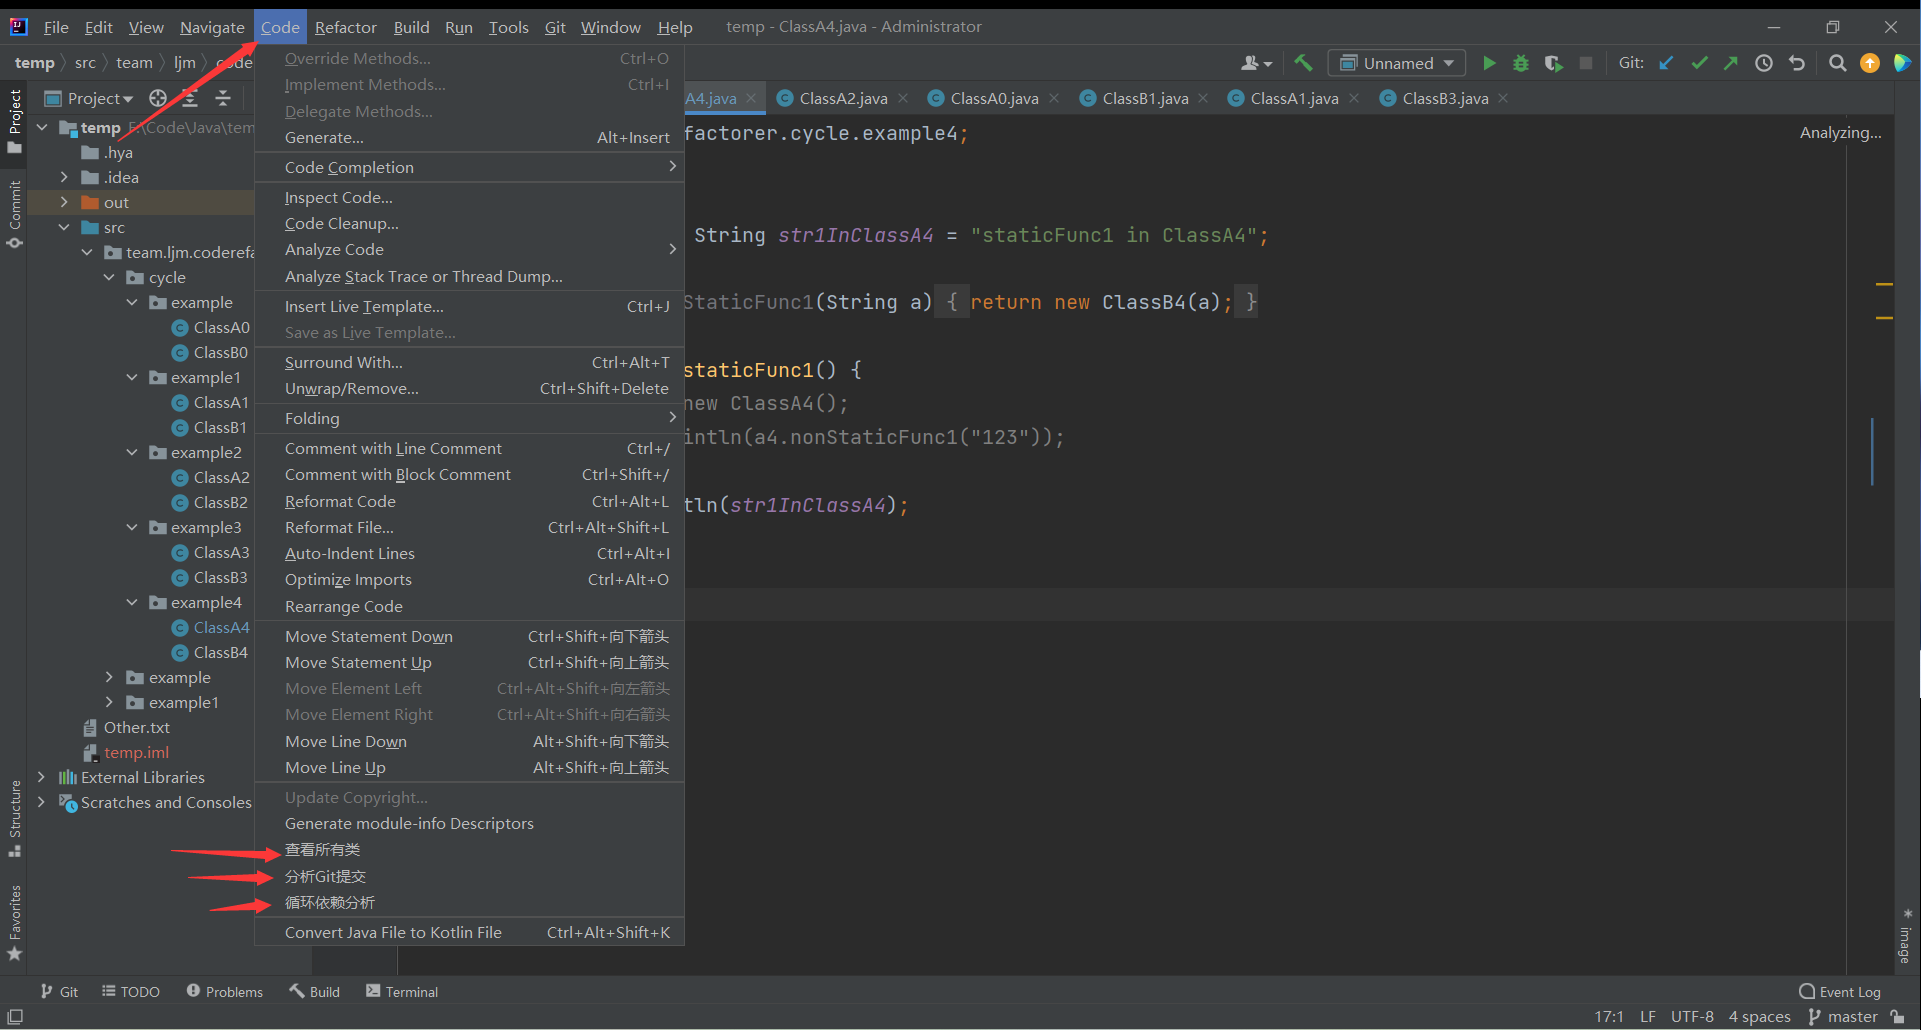 File Edit View Navigate Code Refactor Build Run Tools Git Window Help temp - ClassA4.java - Administrator
temp src team ljm code
Unnamed Git:
Project
A4.java ClassA2.java ClassA0.java ClassB1.java ClassA1.java ClassB3.java
Project
Commit
Structure
Favorites
temp F:\Code\Java\tem
.hya
.idea
out
src
team.ljm.coderefa
cycle
example
ClassA0
ClassB0
example1
ClassA1
ClassB1
example2
ClassA2
ClassB2
example3
ClassA3
ClassB3
example4
ClassA4
ClassB4
example
example1
Other.txt
temp.iml
External Libraries
Scratches and Consoles
Override Methods... Ctrl+O
Implement Methods... Ctrl+I
Delegate Methods...
Generate... Alt+Insert
Code Completion
Inspect Code...
Code Cleanup...
Analyze Code
Analyze Stack Trace or Thread Dump...
Insert Live Template... Ctrl+J
Save as Live Template...
Surround With... Ctrl+Alt+T
Unwrap/Remove... Ctrl+Shift+Delete
Folding
Comment with Line Comment Ctrl+/
Comment with Block Comment Ctrl+Shift+/
Reformat Code Ctrl+Alt+L
Reformat File... Ctrl+Alt+Shift+L
Auto-Indent Lines Ctrl+Alt+I
Optimize Imports Ctrl+Alt+O
Rearrange Code
Move Statement Down Ctrl+Shift+向下箭头
Move Statement Up Ctrl+Shift+向上箭头
Move Element Left Ctrl+Alt+Shift+向左箭头
Move Element Right Ctrl+Alt+Shift+向右箭头
Move Line Down Alt+Shift+向下箭头
Move Line Up Alt+Shift+向上箭头
Update Copyright...
Generate module-info Descriptors
查看所有类
分析Git提交
循环依赖分析
Convert Java File to Kotlin File Ctrl+Alt+Shift+K
factorer.cycle.example4;
Analyzing...
String str1InClassA4 = "staticFunc1 in ClassA4";
StaticFunc1(String a) { return new ClassB4(a); }
staticFunc1() {
new ClassA4();
intln(a4.nonStaticFunc1("123"));
tln(str1InClassA4);
image
Git TODO Problems Build Terminal Event Log
17:1 LF UTF-8 4 spaces master